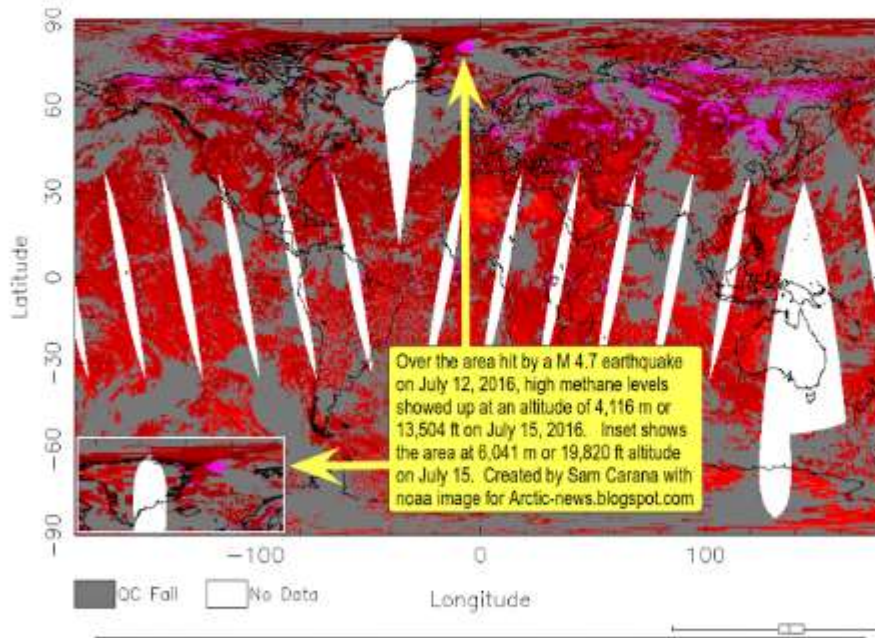 90
60
30
0
-30
-60
-90
Latitude
Over the area hit by a M 4.7 earthquake
on July 12, 2016, high methane levels
showed up at an altitude of 4,116 m or
13,504 ft on July 15, 2016. Inset shows
the area at 6,041 m or 19,820 ft altitude
on July 15. Created by Sam Carana with
noaa image for Arctic-news.blogspot.com
-100 0 100
QC Fail No Data Longitude